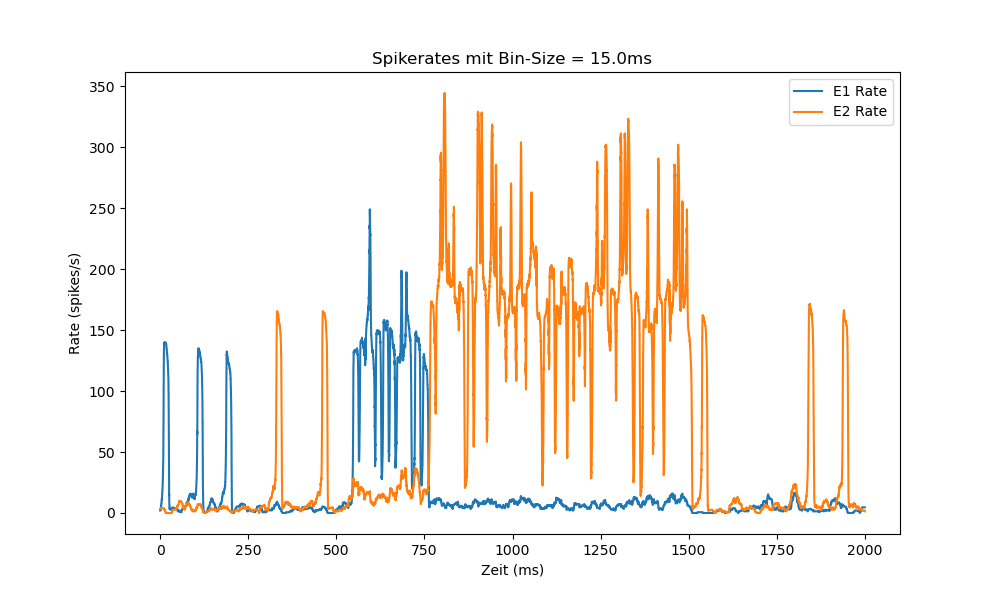 Spikerates mit Bin-Size = 15.0ms
E1 Rate
E2 Rate
350
300
250
200
150
100
50
0
Rate (spikes/s)
0 250 500 750 1000 1250 1500 1750 2000
Zeit (ms)